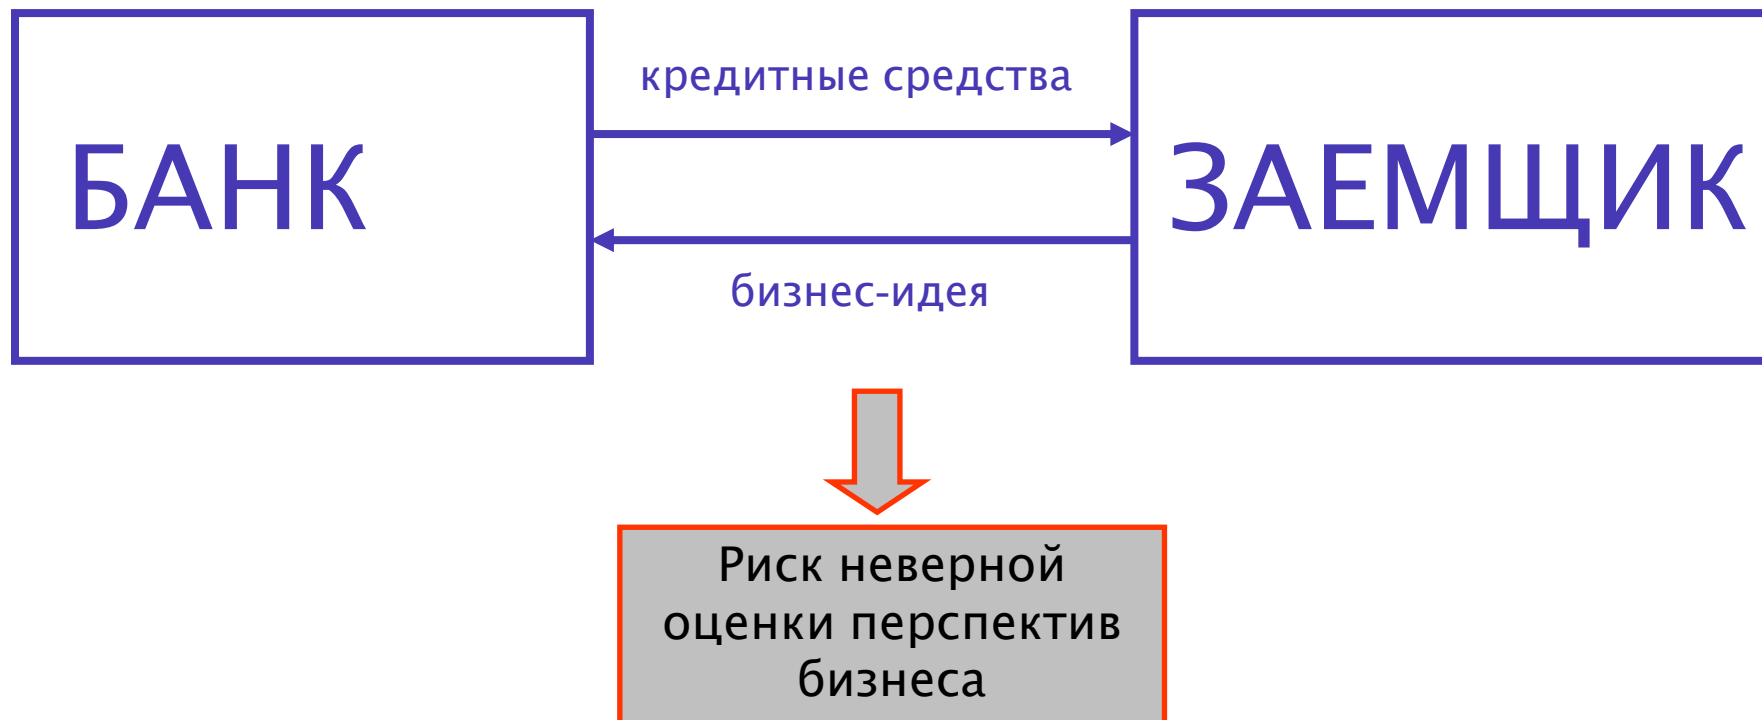 кредитные средства
БАНК
ЗАЕМЩИК
бизнес-идея
Риск неверной
оценки перспектив
бизнеса